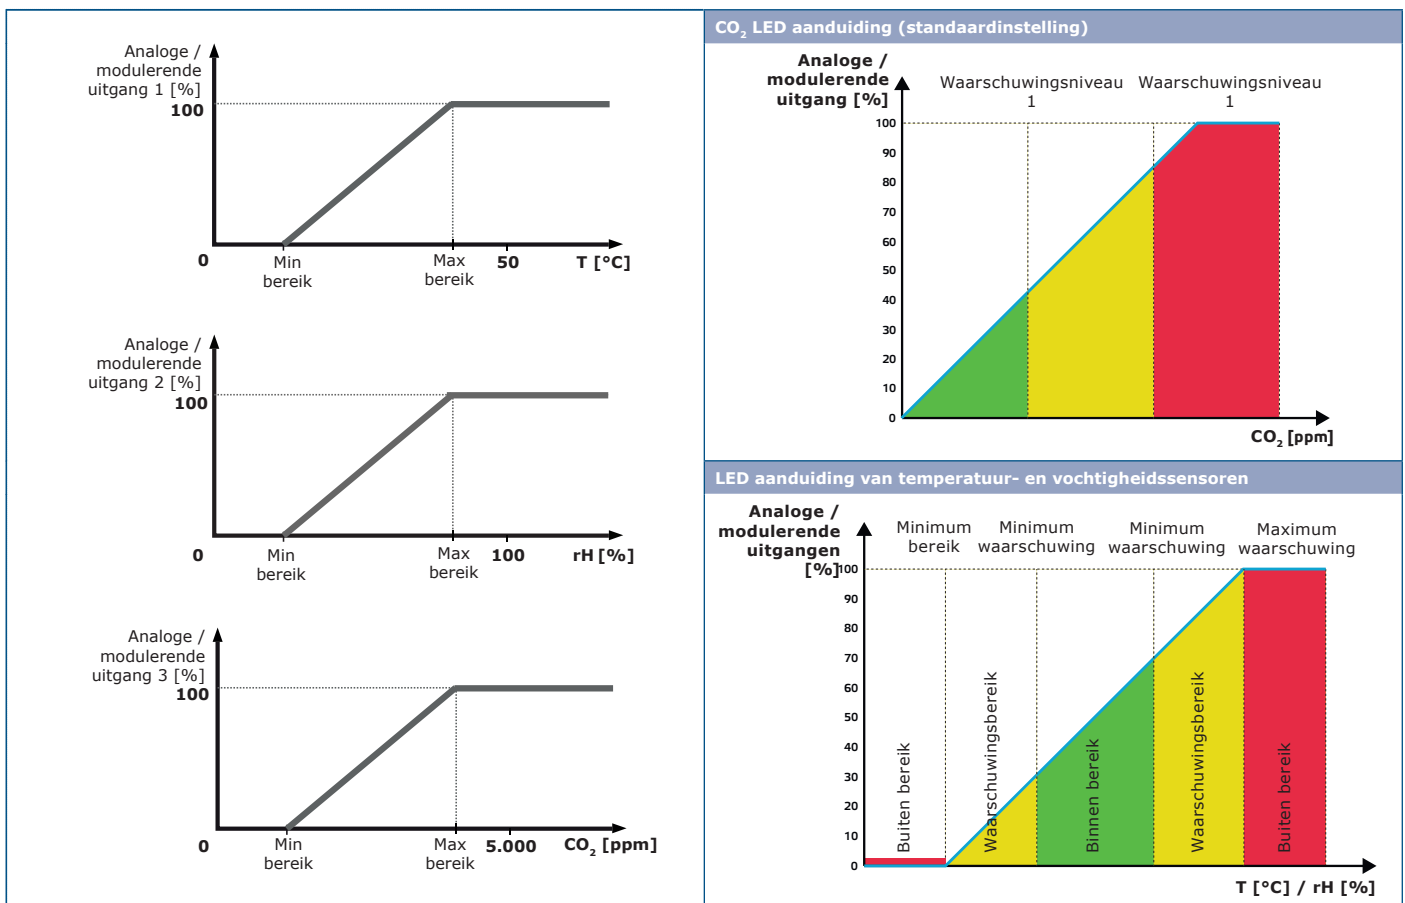 Analoge /
modulerende
uitgang 1 [%]
100
0
Min
bereik
Max
bereik
50
T [°C]
Analoge /
modulerende
uitgang 2 [%]
100
0
Min
bereik
Max
bereik
100
rH [%]
Analoge /
modulerende
uitgang 3 [%]
100
0
Min
bereik
Max
bereik
5.000
CO₂ [ppm]
CO₂ LED aanduiding (standaardinstelling)
Analoge /
modulerende
uitgang [%]
Waarschuwingsniveau
1
Waarschuwingsniveau
1
100
90
80
70
60
50
40
30
20
10
0
CO₂ [ppm]
LED aanduiding van temperatuur- en vochtigheidssensoren
Analoge /
modulerende
uitgangen
[%]
Minimum
bereik
Minimum
waarschuwing
Minimum
waarschuwing
Maximum
waarschuwing
100
90
80
70
60
50
40
30
20
10
0
Buiten bereik
Waarschuwingsbereik
Binnen bereik
Waarschuwingsbereik
Buiten bereik
T [°C] / rH [%]